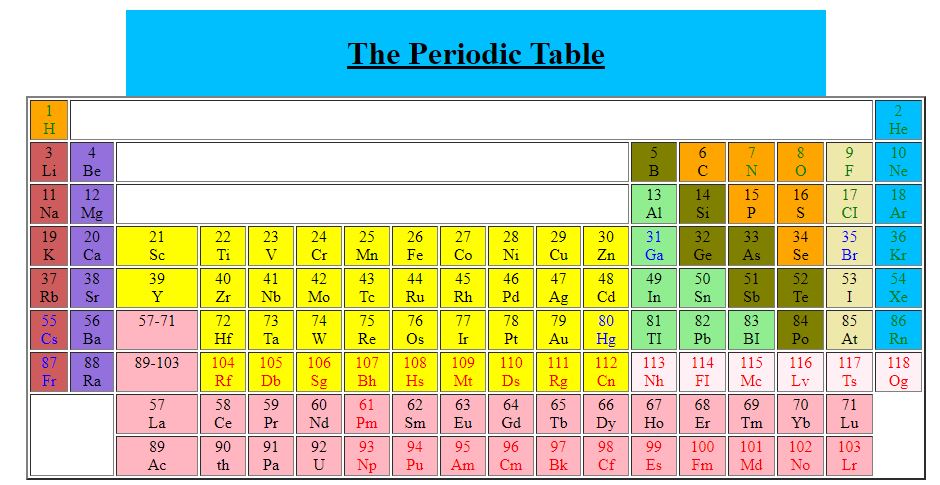 The Periodic Table
1 2
H He
3 4 5 6 7 8 9 10
Li Be B C N O F Ne
11 12 13 14 15 16 17 18
Na Mg Al Si P S CI Ar
19 20 21 22 23 24 25 26 27 28 29 30 31 32 33 34 35 36
K Ca Sc Ti V Cr Mn Fe Co Ni Cu Zn Ga Ge As Se Br Kr
37 38 39 40 41 42 43 44 45 46 47 48 49 50 51 52 53 54
Rb Sr Y Zr Nb Mo Tc Ru Rh Pd Ag Cd In Sn Sb Te I Xe
55 56 57-71 72 73 74 75 76 77 78 79 80 81 82 83 84 85 86
Cs Ba Hf Ta W Re Os Ir Pt Au Hg TI Pb BI Po At Rn
87 88 89-103 104 105 106 107 108 109 110 111 112 113 114 115 116 117 118
Fr Ra Rf Db Sg Bh Hs Mt Ds Rg Cn Nh FI Mc Lv Ts Og
57 58 59 60 61 62 63 64 65 66 67 68 69 70 71
La Ce Pr Nd Pm Sm Eu Gd Tb Dy Ho Er Tm Yb Lu
89 90 91 92 93 94 95 96 97 98 99 100 101 102 103
Ac th Pa U Np Pu Am Cm Bk Cf Es Fm Md No Lr